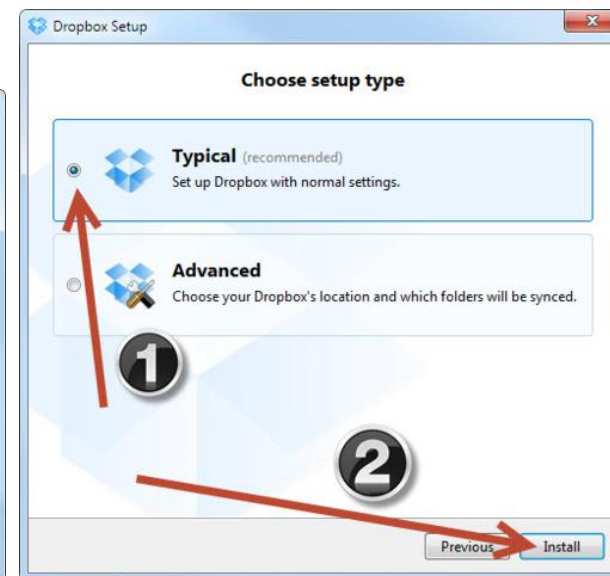 Dropbox Setup
Choose setup type
Typical (recommended)
Set up Dropbox with normal settings.
Advanced
Choose your Dropbox's location and which folders will be synced.
1
2
Previous Install